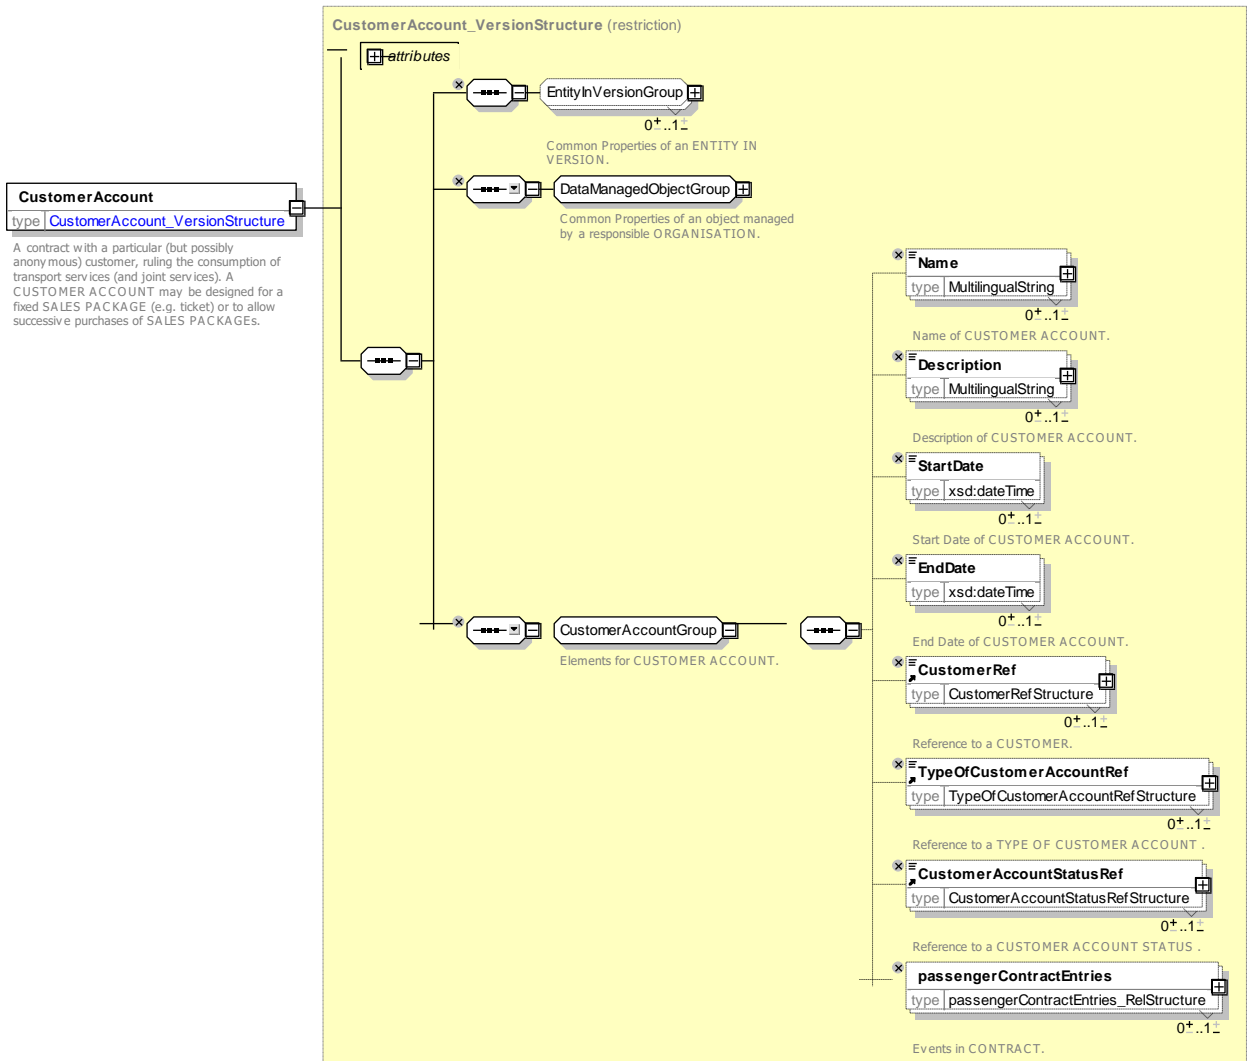 CustomerAccount_VersionStructure (restriction)
attributes
EntityInVersionGroup
0..1
Common Properties of an ENTITY IN
VERSION.
DataManagedObjectGroup
Common Properties of an object managed
by a responsible ORGANISATION.
CustomerAccount
type CustomerAccount_VersionStructure
A contract with a particular (but possibly
anonymous) customer, ruling the consumption of
transport services (and joint services). A
CUSTOMER ACCOUNT may be designed for a
fixed SALES PACKAGE (e.g. ticket) or to allow
successive purchases of SALES PACKAGEs.
Name
type MultilingualString
0..1
Name of CUSTOMER ACCOUNT.
Description
type MultilingualString
0..1
Description of CUSTOMER ACCOUNT.
StartDate
type xsd:dateTime
0..1
Start Date of CUSTOMER ACCOUNT.
EndDate
type xsd:dateTime
0..1
End Date of CUSTOMER ACCOUNT.
CustomerAccountGroup
Elements for CUSTOMER ACCOUNT.
CustomerRef
type CustomerRefStructure
0..1
Reference to a CUSTOMER.
TypeOfCustomerAccountRef
type TypeOfCustomerAccountRefStructure
0..1
Reference to a TYPE OF CUSTOMER ACCOUNT .
CustomerAccountStatusRef
type CustomerAccountStatusRefStructure
0..1
Reference to a CUSTOMER ACCOUNT STATUS .
passengerContractEntries
type passengerContractEntries_RelStructure
0..1
Events in CONTRACT.